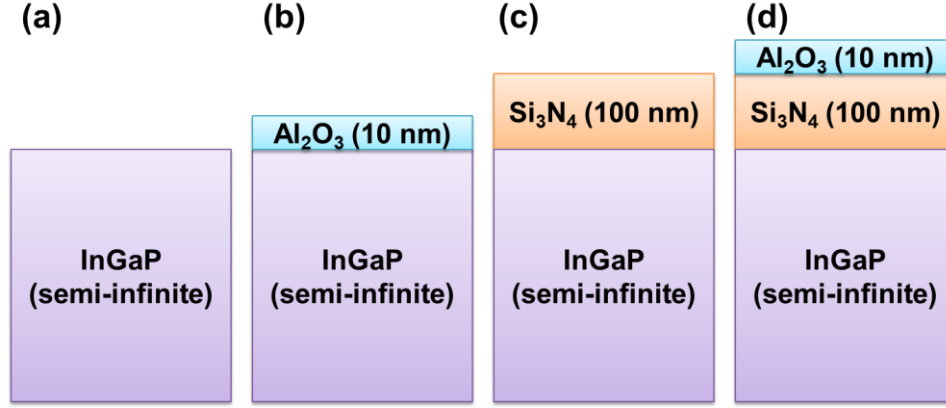 (a)
(b)
(c)
(d)
InGaP
(semi-infinite)
Al₂O₃ (10 nm)
InGaP
(semi-infinite)
Si₃N₄ (100 nm)
InGaP
(semi-infinite)
Al₂O₃ (10 nm)
Si₃N₄ (100 nm)
InGaP
(semi-infinite)